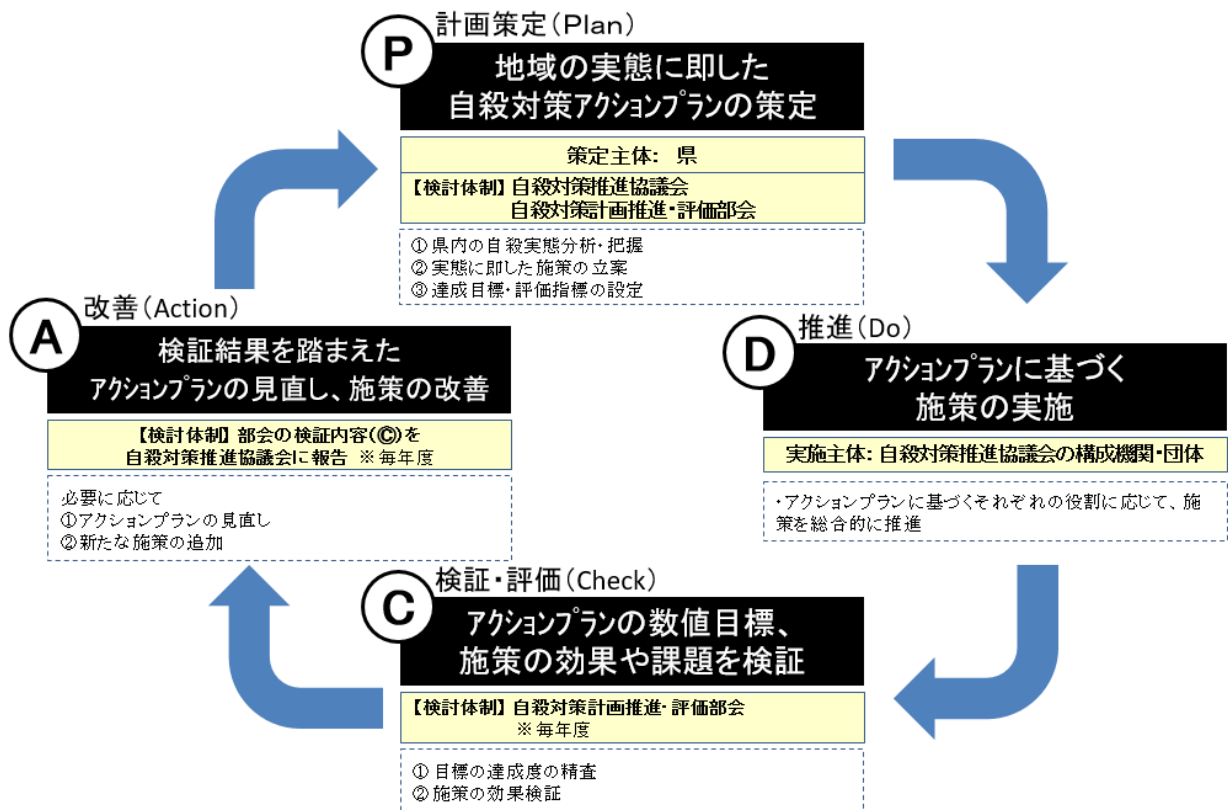 P
計画策定(Plan)
地域の実態に即した
自殺対策アクションプランの策定
策定主体: 県
【検討体制】自殺対策推進協議会
自殺対策計画推進・評価部会
①県内の自殺実態分析・把握
②実態に即した施策の立案
③達成目標・評価指標の設定
D
推進(Do)
アクションプランに基づく
施策の実施
実施主体: 自殺対策推進協議会の構成機関・団体
・アクションプランに基づくそれぞれの役割に応じて、施
策を総合的に推進
C
検証・評価(Check)
アクションプランの数値目標、
施策の効果や課題を検証
【検討体制】自殺対策計画推進・評価部会
※毎年度
① 目標の達成度の精査
② 施策の効果検証
A
改善(Action)
検証結果を踏まえた
アクションプランの見直し、施策の改善
【検討体制】部会の検証内容(Ⓒ)を
自殺対策推進協議会に報告 ※毎年度
必要に応じて
①アクションプランの見直し
②新たな施策の追加